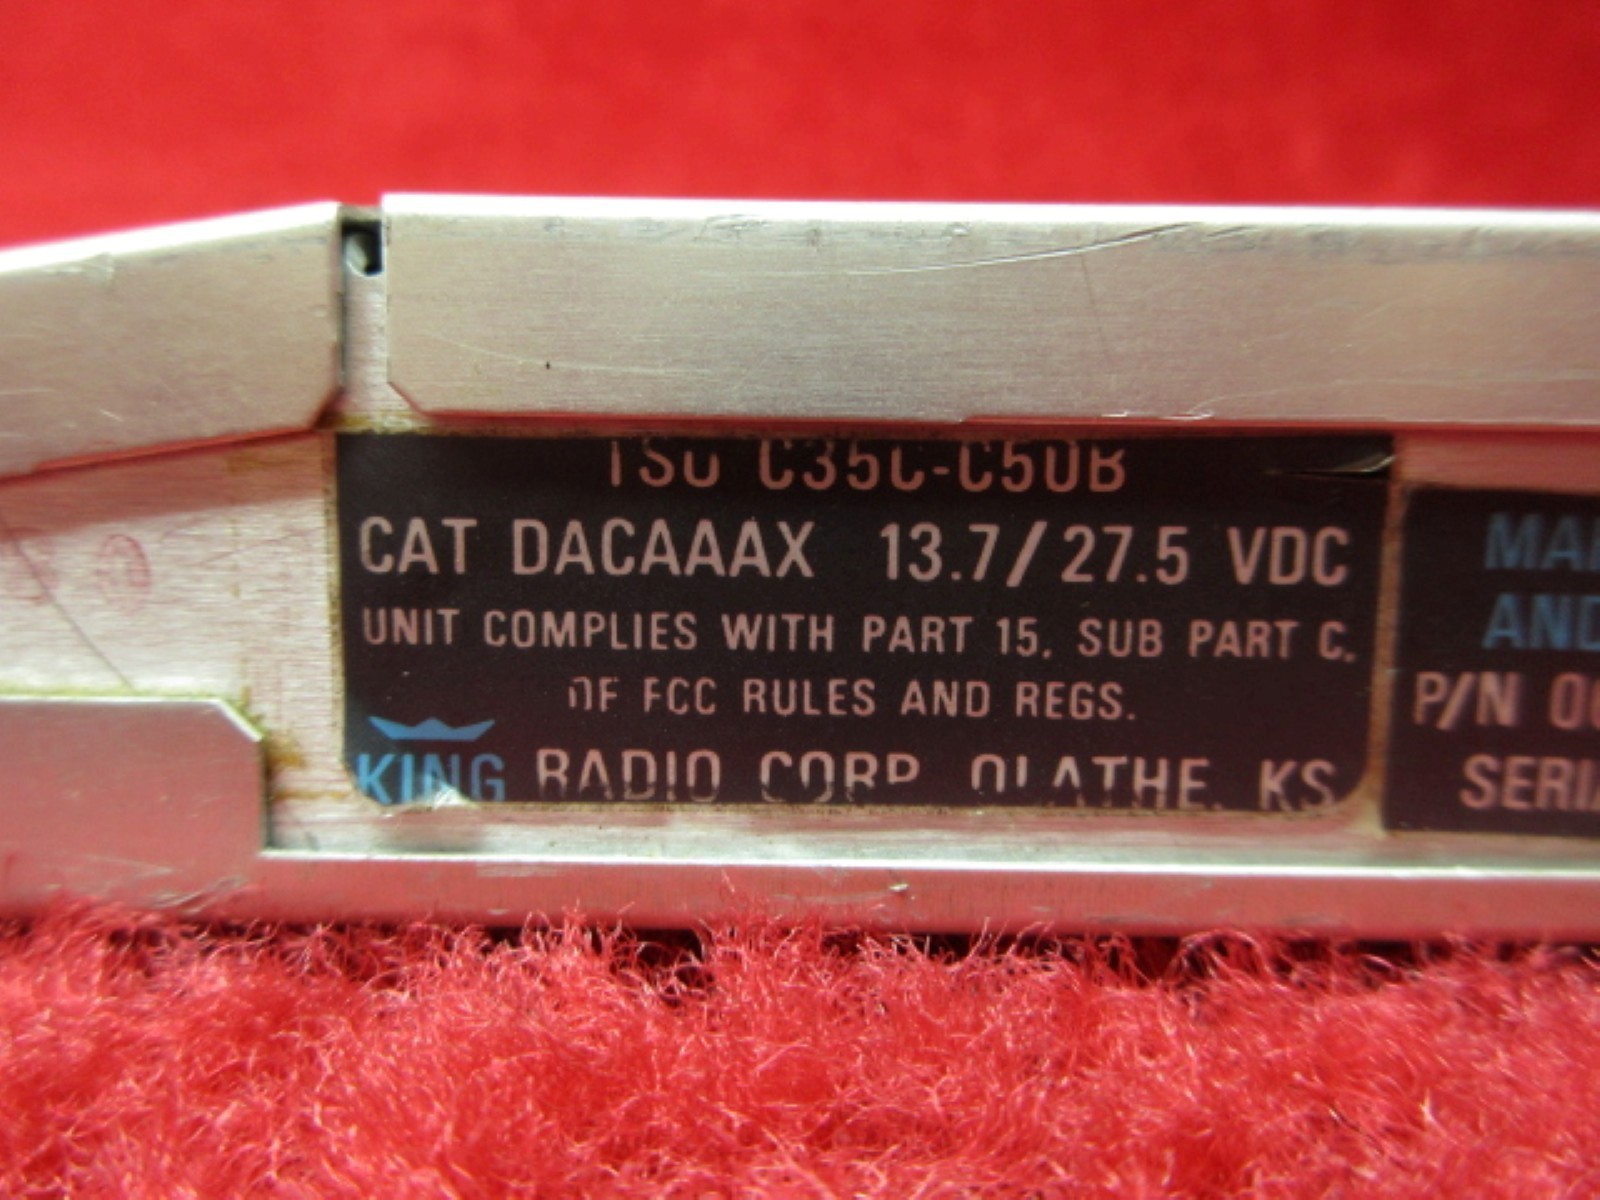 TSO C35C-C50B
CAT DACAAAX 13.7/27.5 VDC
UNIT COMPLIES WITH PART 15, SUB PART C,
OF FCC RULES AND REGS.
KING RADIO CORP. OLATHE, KS.
P/N